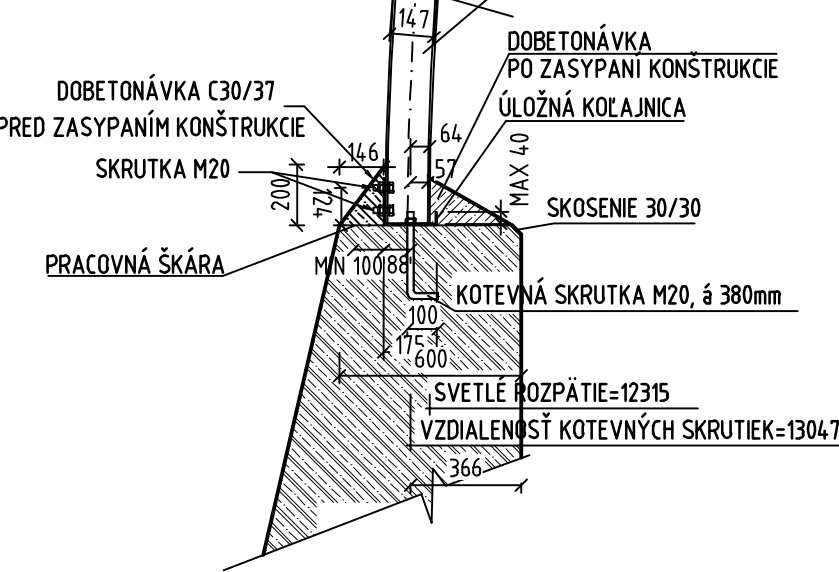 147
DOBETONÁVKA
PO ZASYPANÍ KONŠTRUKCIE
DOBETONÁVKA C30/37
PRED ZASYPANÍM KONŠTRUKCIE
ÚLOŽNÁ KOĽAJNICA
64
146
57
MAX 40
SKRUTKA M20
200
124
SKOSENIE 30/30
PRACOVNÁ ŠKÁRA
MIN 100
88
KOTEVNÁ SKRUTKA M20, á 380mm
100
175
600
SVETLÉ ROZPÄTIE=12315
VZDIALENOSŤ KOTEVNÝCH SKRUTIEK=13047
366